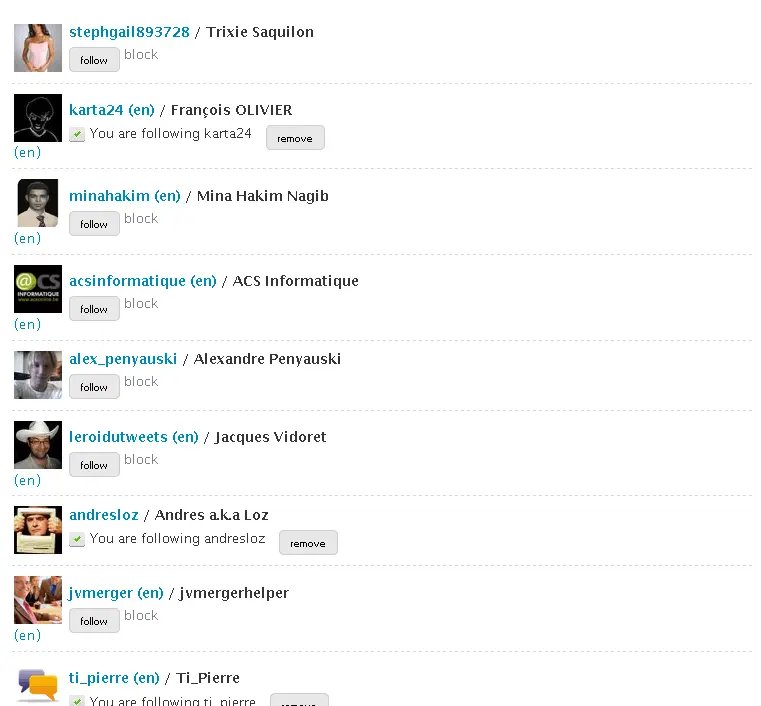 stephgail893728 / Trixie Saquilon
follow block
karta24 (en) / François OLIVIER
You are following karta24 remove
(en)
minahakim (en) / Mina Hakim Nagib
follow block
(en)
@CS
INFORMATIQUE
acsinformatique (en) / ACS Informatique
follow block
(en)
alex_penyauski / Alexandre Penyauski
follow block
leroidutweets (en) / Jacques Vidoret
follow block
(en)
andresloz / Andres a.k.a Loz
You are following andresloz remove
jvmerger (en) / jvmergerhelper
follow block
(en)
ti_pierre (en) / Ti_Pierre
You are following ti_pierre remove